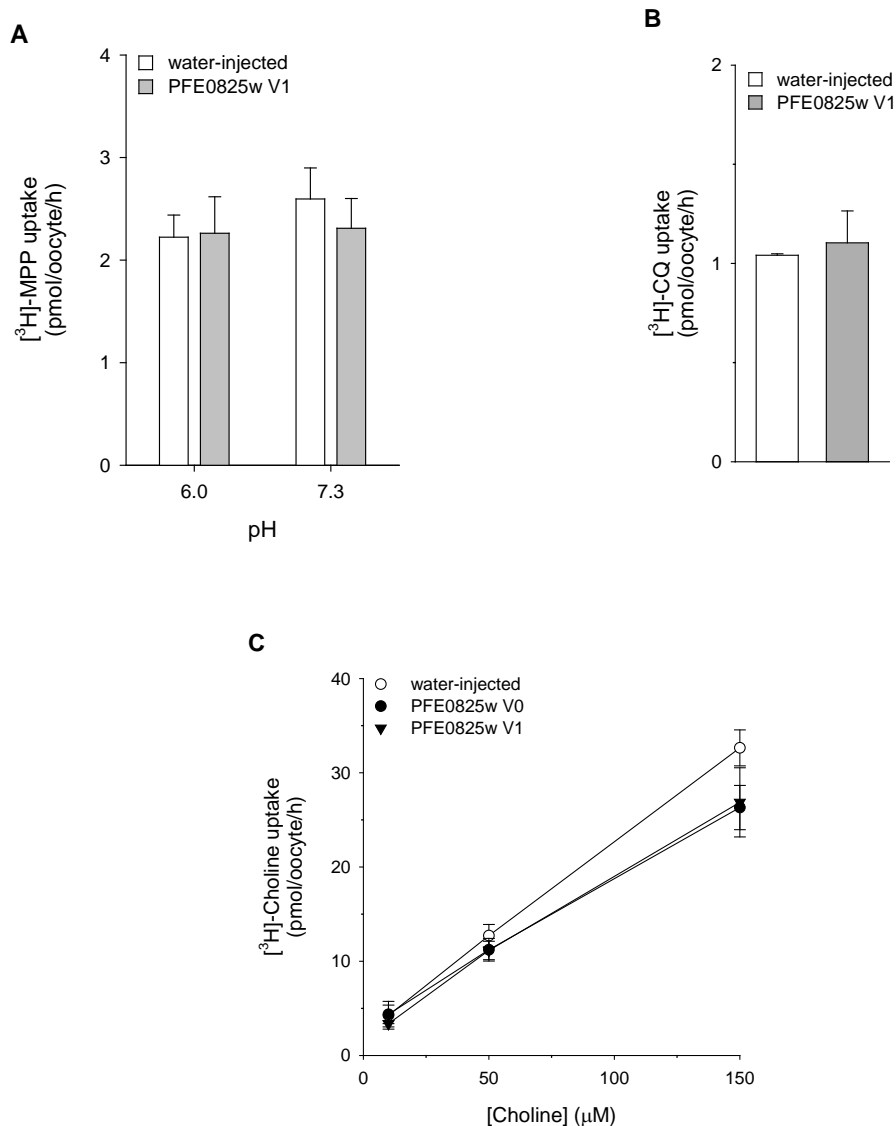 A
water-injected
PFE0825w V1
[³H]-MPP uptake
(pmol/oocyte/h)
4
3
2
1
0
6.0 7.3
pH
B
water-injected
PFE0825w V1
[³H]-CQ uptake
(pmol/oocyte/h)
2
1
0
C
water-injected
PFE0825w V0
PFE0825w V1
[³H]-Choline uptake
(pmol/oocyte/h)
40
30
20
10
0
0 50 100 150
[Choline] (μM)